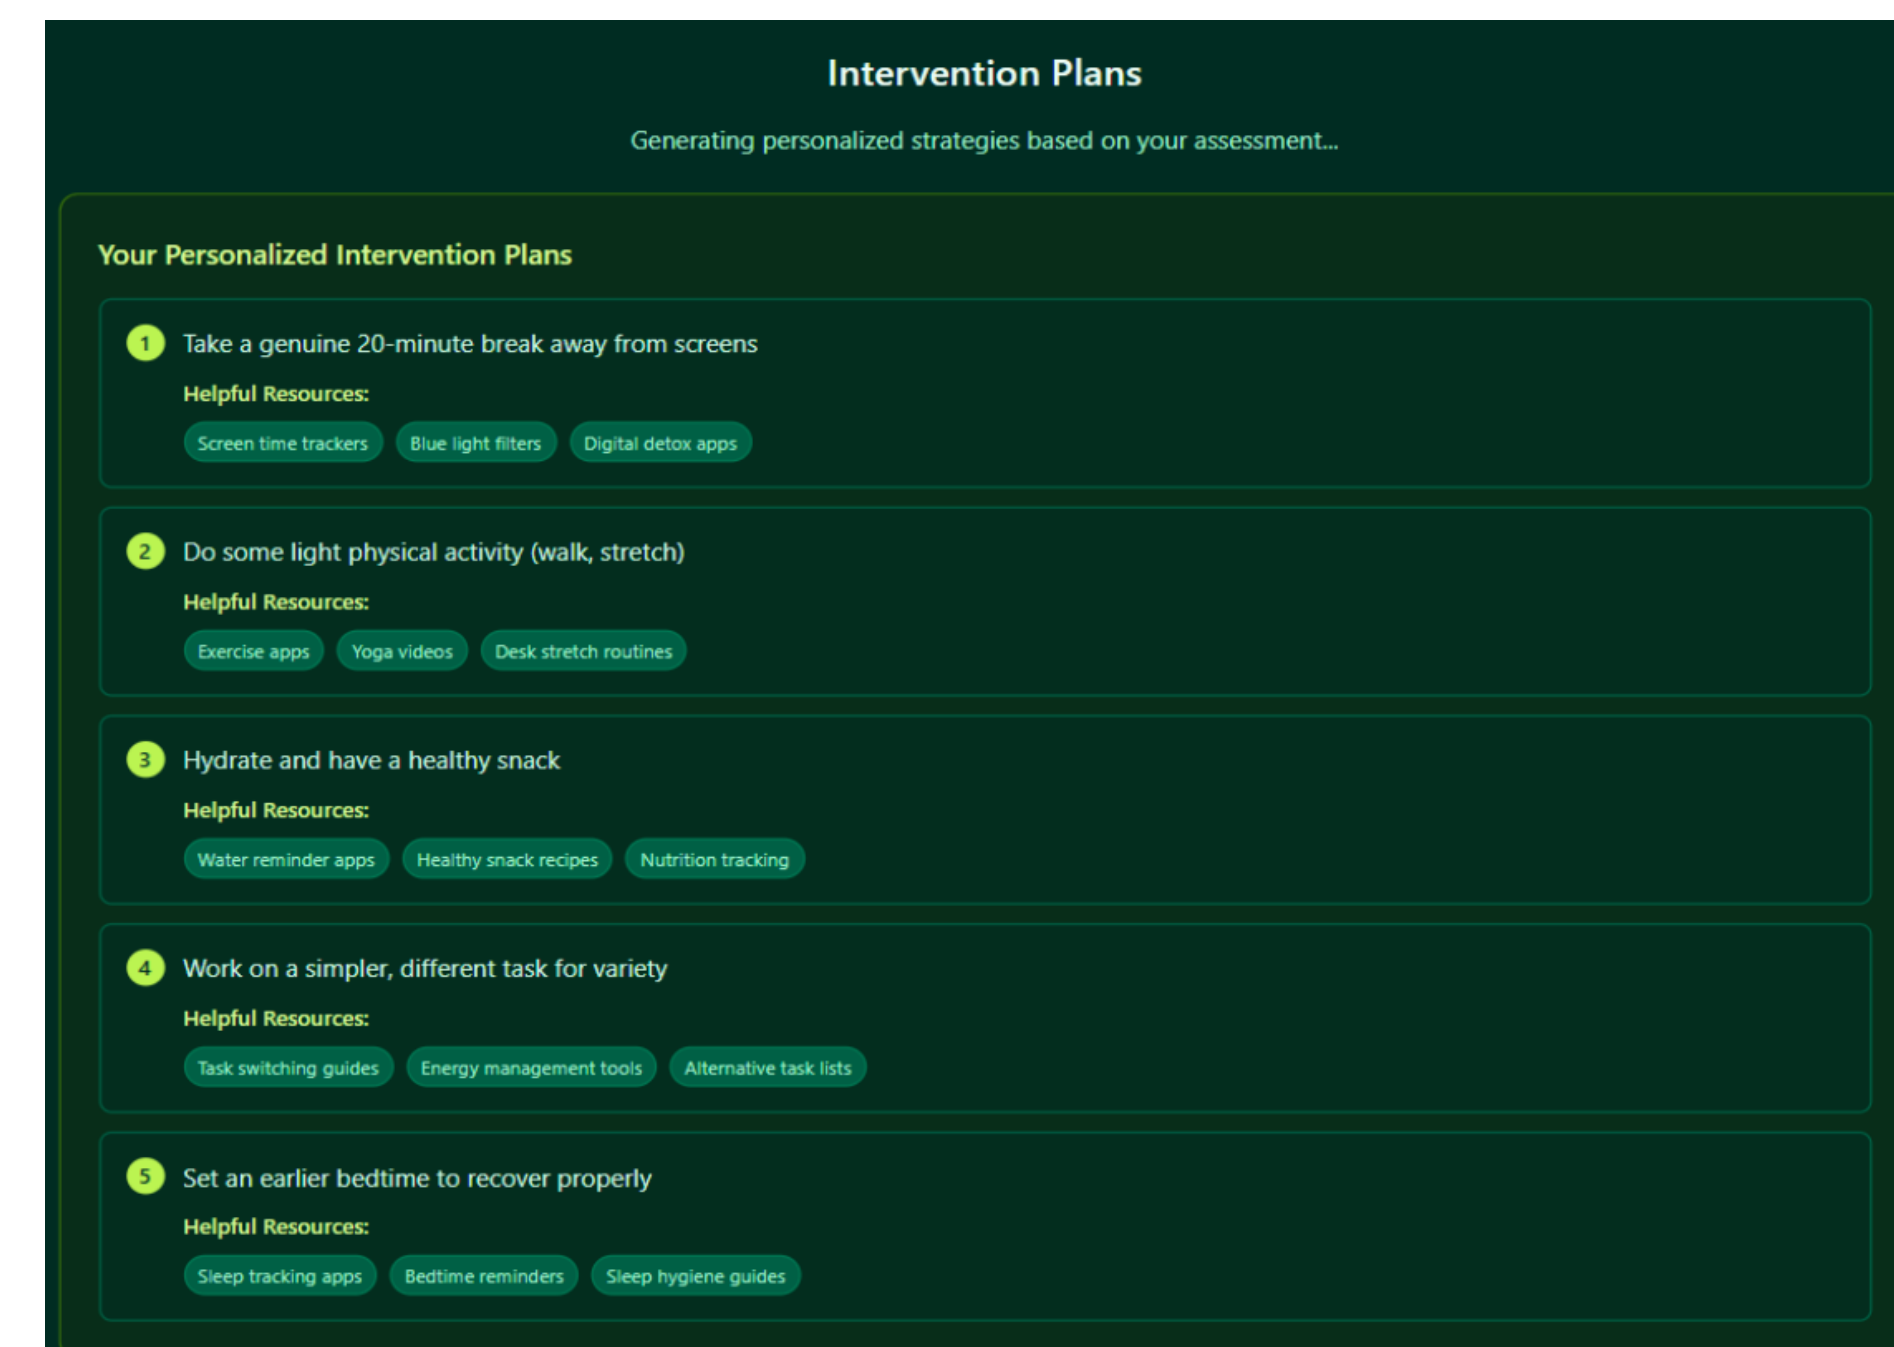 Intervention Plans
Generating personalized strategies based on your assessment...
Your Personalized Intervention Plans
1 Take a genuine 20-minute break away from screens
Helpful Resources:
Screen time trackers Blue light filters Digital detox apps
2 Do some light physical activity (walk, stretch)
Helpful Resources:
Exercise apps Yoga videos Desk stretch routines
3 Hydrate and have a healthy snack
Helpful Resources:
Water reminder apps Healthy snack recipes Nutrition tracking
4 Work on a simpler, different task for variety
Helpful Resources:
Task switching guides Energy management tools Alternative task lists
5 Set an earlier bedtime to recover properly
Helpful Resources:
Sleep tracking apps Bedtime reminders Sleep hygiene guides